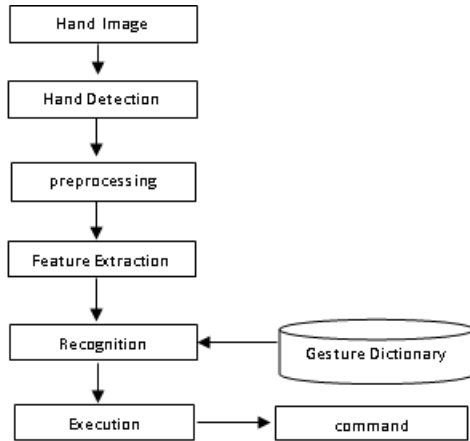 Hand Image
Hand Detection
preprocessing
Feature Extraction
Recognition
Gesture Dictionary
Execution
command